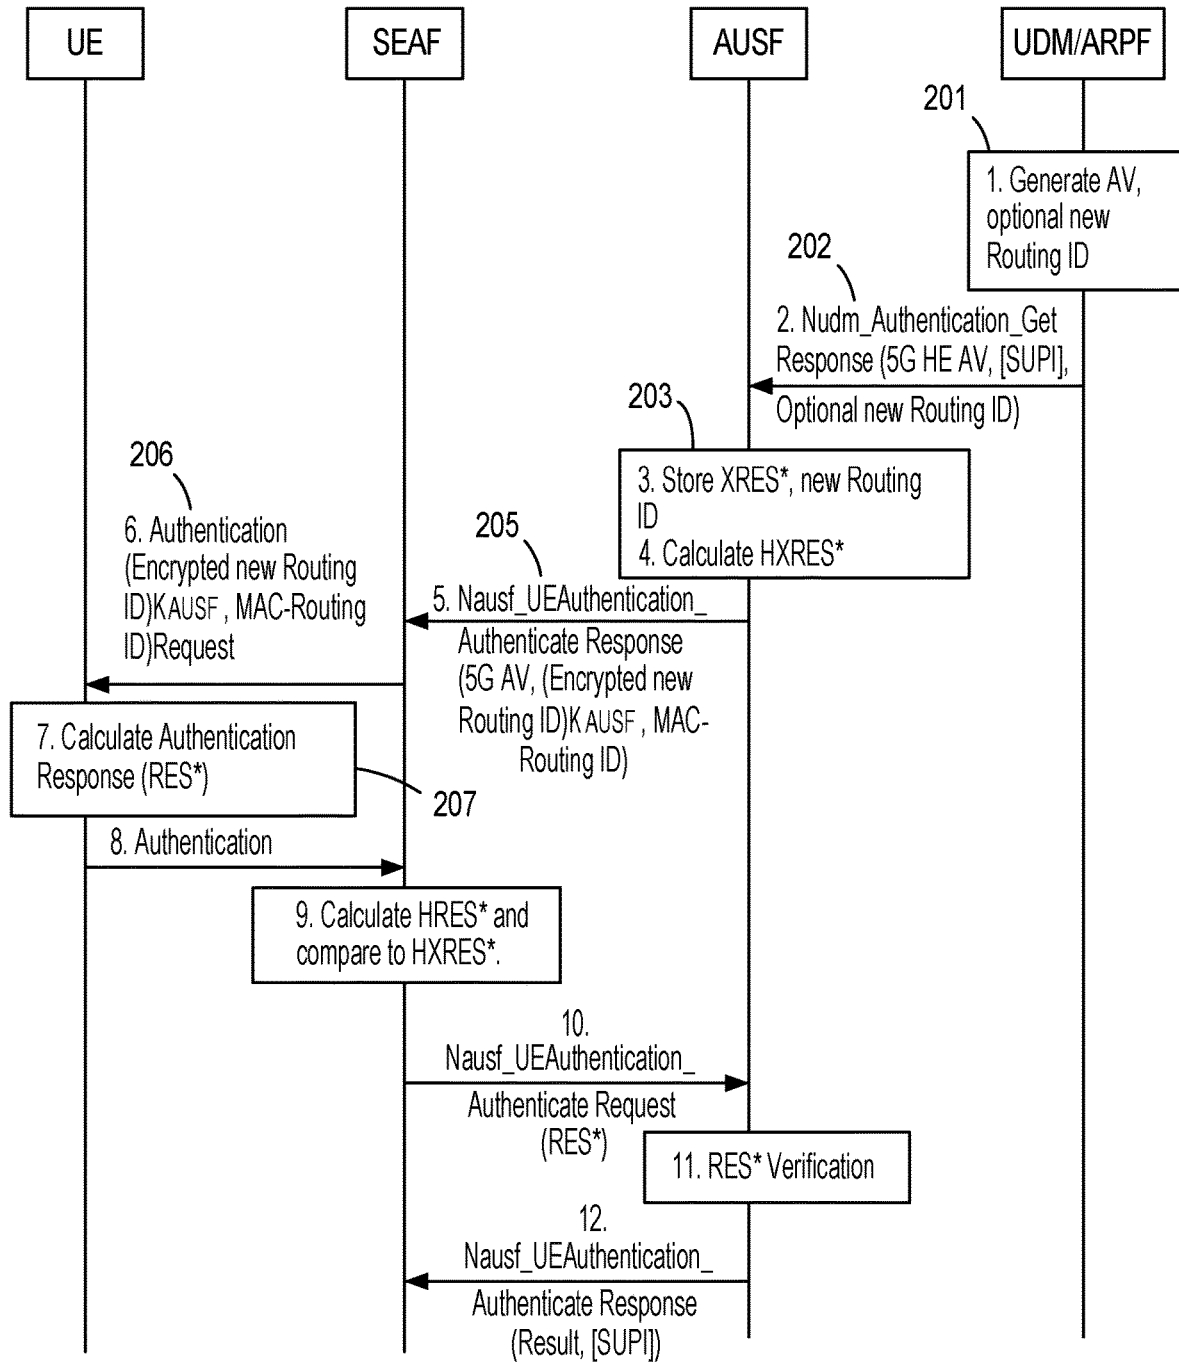 UE
SEAF
AUSF
UDM/ARPF
201
1. Generate AV,
optional new
Routing ID
202
2. Nudm_Authentication_Get
Response (5G HE AV, [SUPI],
Optional new Routing ID)
203
3. Store XRES*, new Routing
ID
4. Calculate HXRES*
205
5. Nausf_UEAuthentication_
Authenticate Response
(5G AV, (Encrypted new
Routing ID)KAUSF , MAC-
Routing ID)
206
6. Authentication
(Encrypted new Routing
ID)KAUSF , MAC-Routing
ID)Request
7. Calculate Authentication
Response (RES*)
207
8. Authentication
9. Calculate HRES* and
compare to HXRES*.
10.
Nausf_UEAuthentication_
Authenticate Request
(RES*)
11. RES* Verification
12.
Nausf_UEAuthentication_
Authenticate Response
(Result, [SUPI])